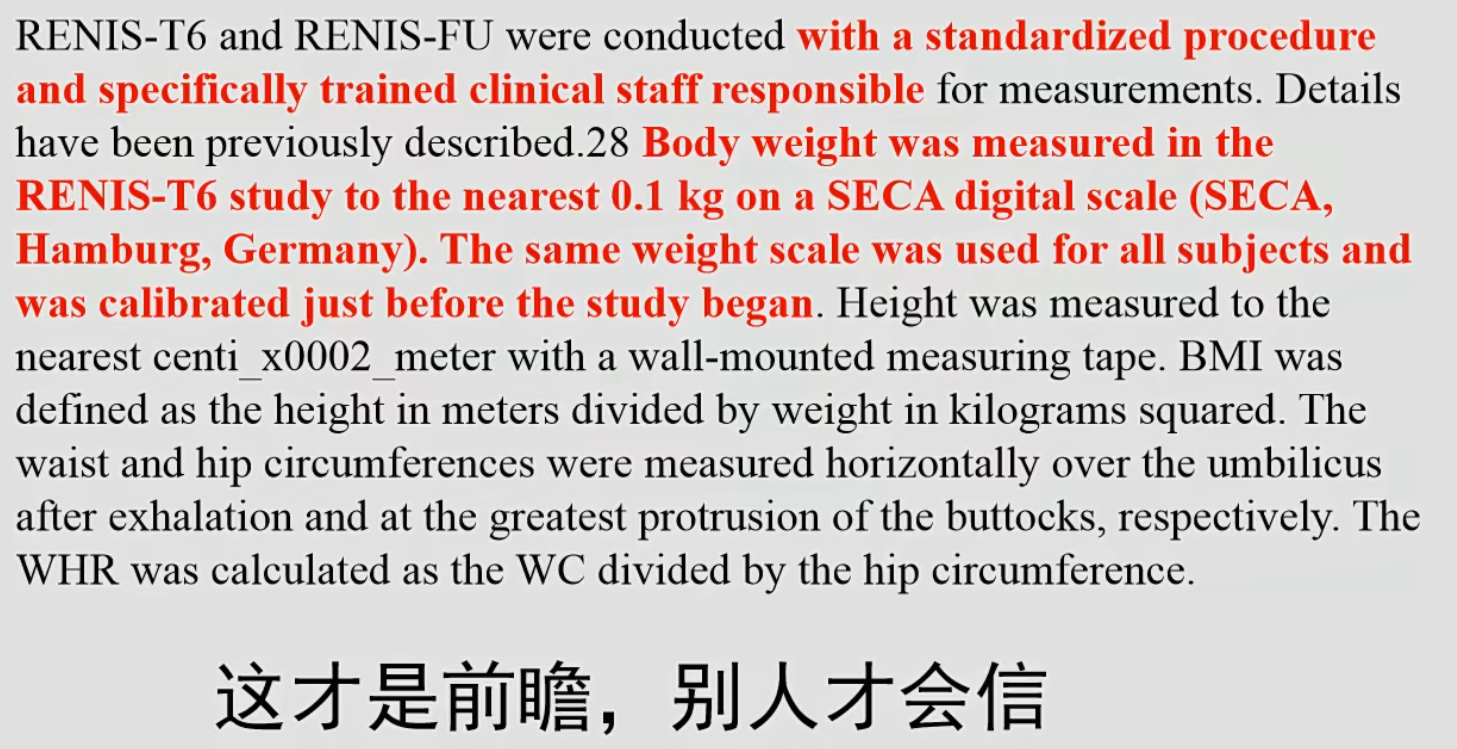 RENIS-T6 and RENIS-FU were conducted with a standardized procedure
and specifically trained clinical staff responsible for measurements. Details
have been previously described.28 Body weight was measured in the
RENIS-T6 study to the nearest 0.1 kg on a SECA digital scale (SECA,
Hamburg, Germany). The same weight scale was used for all subjects and
was calibrated just before the study began. Height was measured to the
nearest centi_x0002_meter with a wall-mounted measuring tape. BMI was
defined as the height in meters divided by weight in kilograms squared. The
waist and hip circumferences were measured horizontally over the umbilicus
after exhalation and at the greatest protrusion of the buttocks, respectively. The
WHR was calculated as the WC divided by the hip circumference.
这才是前瞻，别人才会信